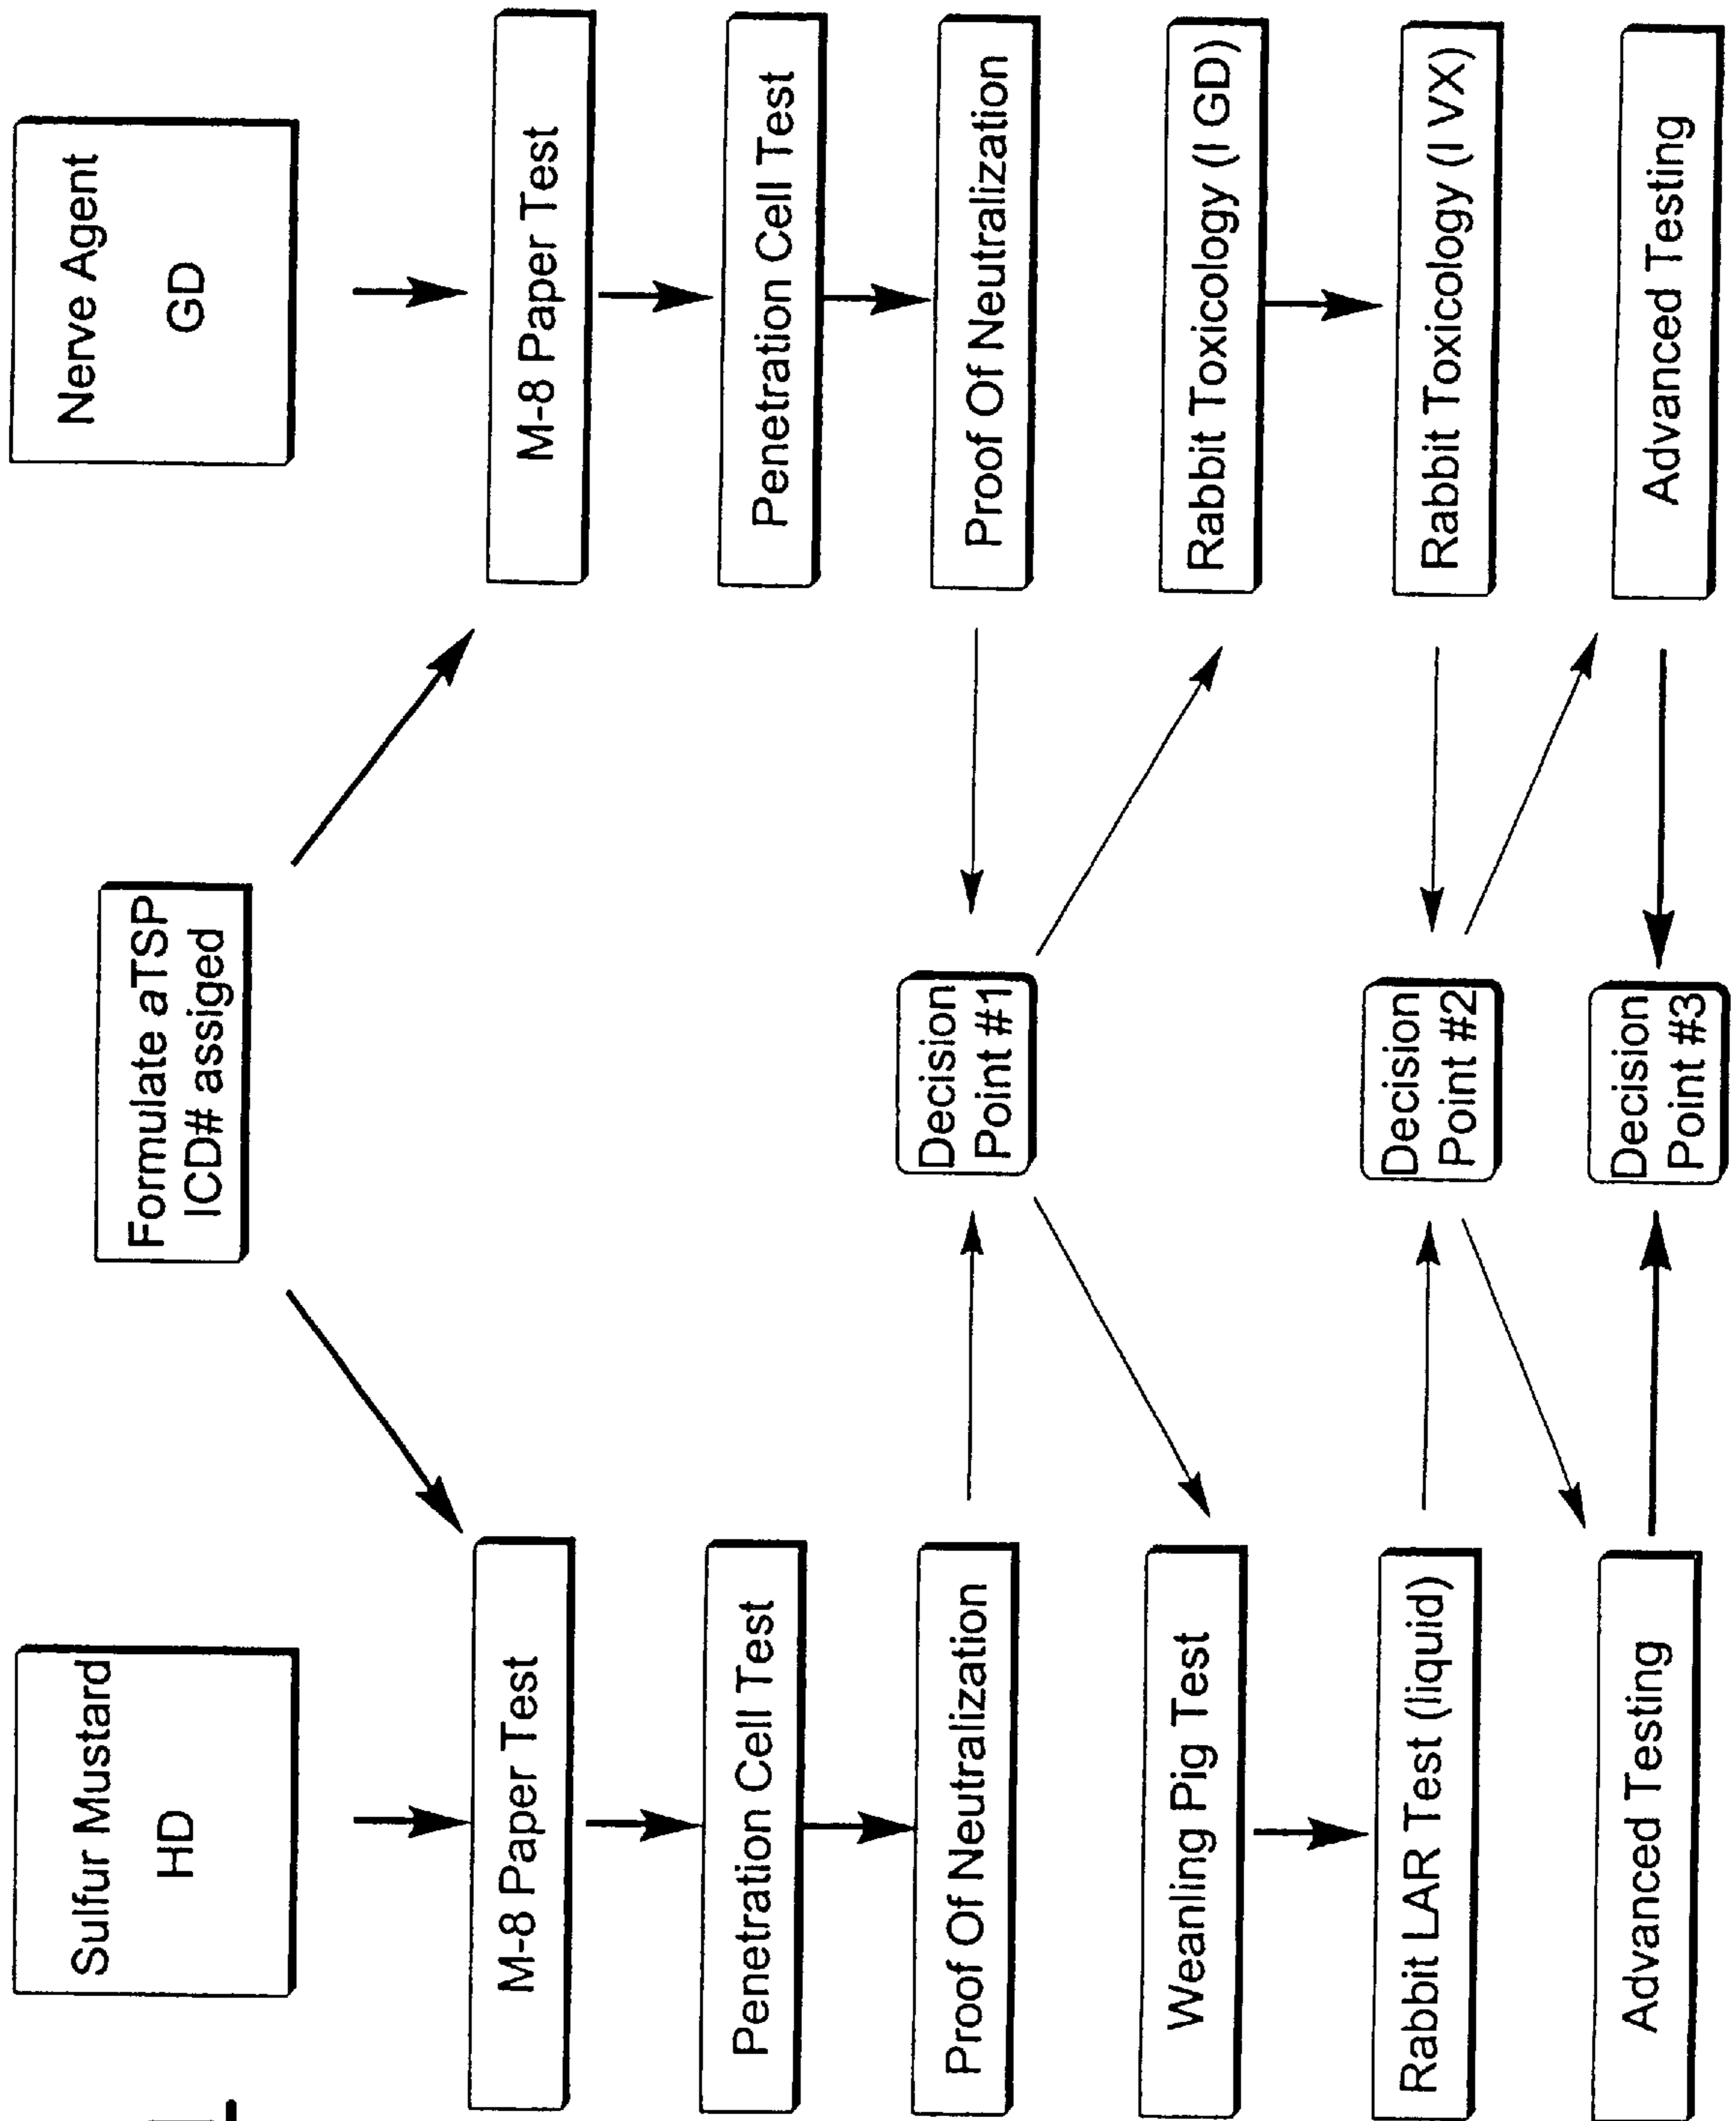 Sulfur Mustard
HD
Formulate aTSP
ICD# assiged
Nerve Agent
GD
M-8 Paper Test
M-8 Paper Test
Penetration Cell Test
Penetration Cell Test
Proof Of Neutralization
Decision
Point #1
Proof Of Neutralization
Weanling Pig Test
Rabbit Toxicology (I GD)
Rabbit LAR Test (liquid)
Decision
Point #2
Rabbit Toxicology (I VX)
Advanced Testing
Decision
Point #3
Advanced Testing